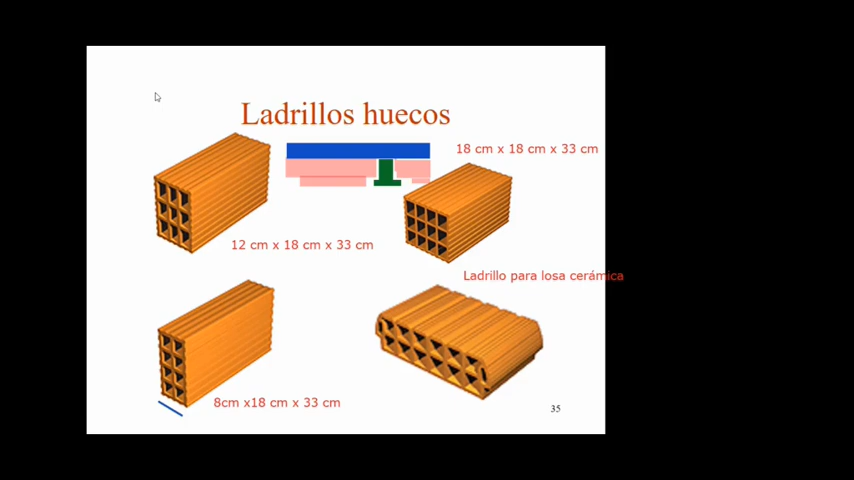 Ladrillos huecos
18 cm x 18 cm x 33 cm
12 cm x 18 cm x 33 cm
Ladrillo para losa cerámica
8cm x18 cm x 33 cm
35